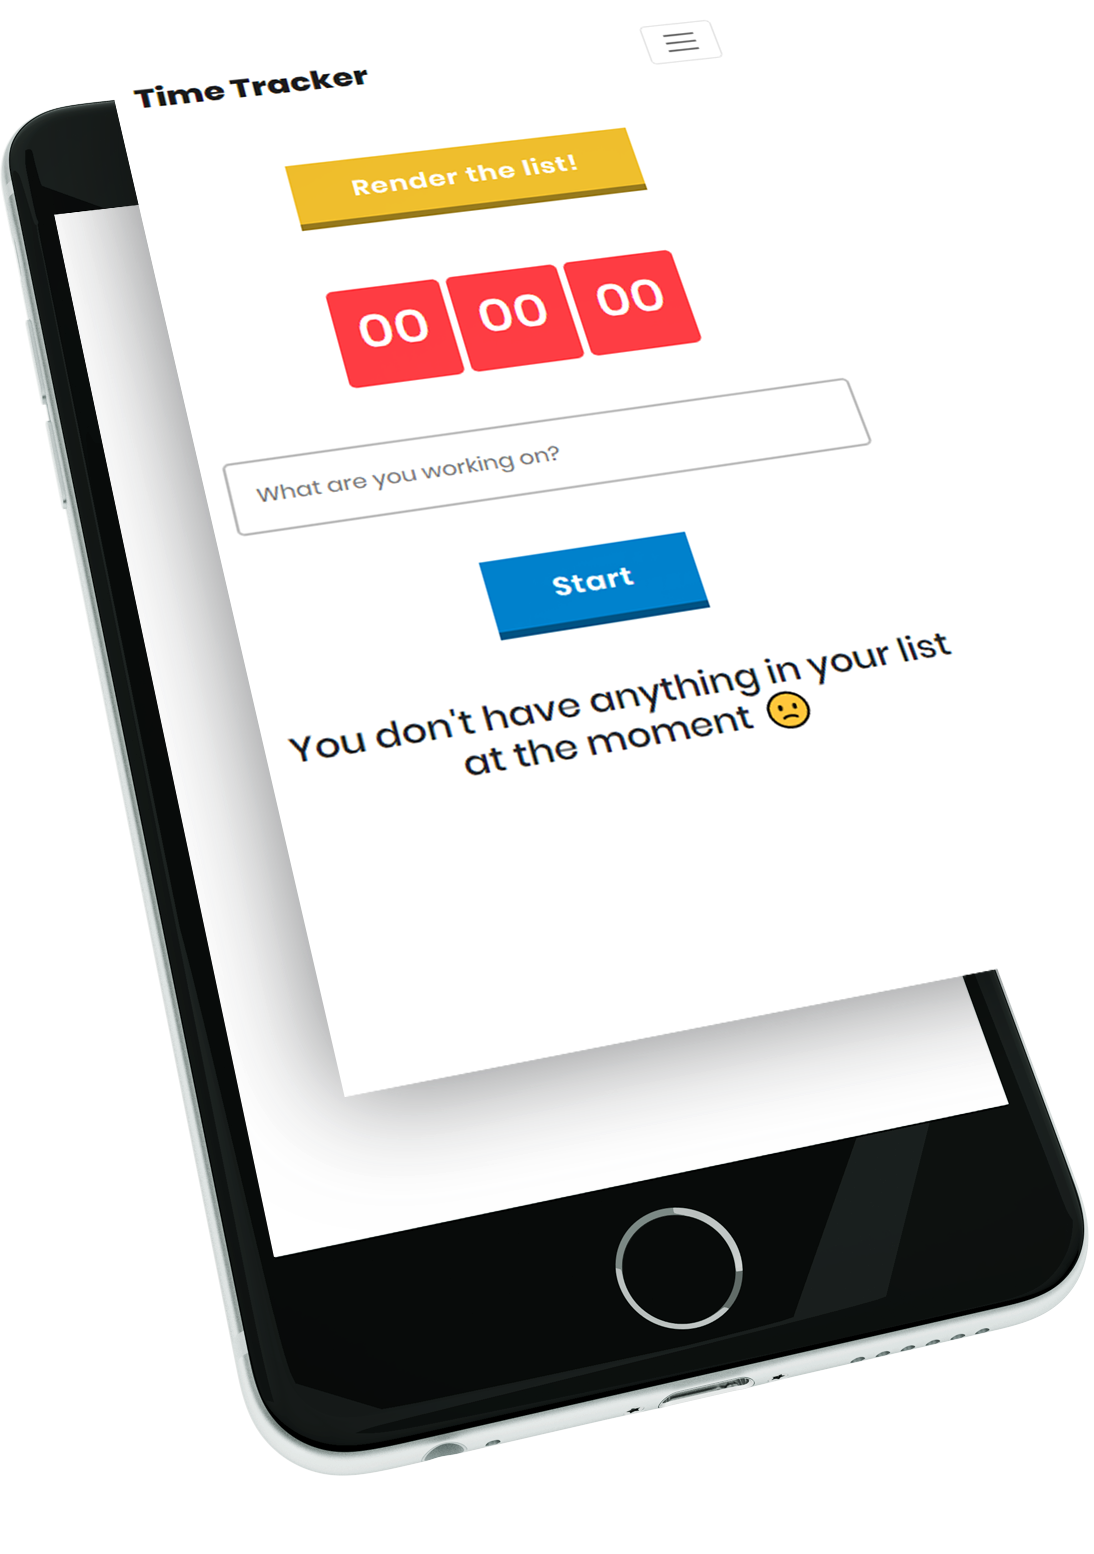 Time Tracker
Render the list!
00 00 00
What are you working on?
Start
You don't have anything in your list
at the moment 🙁